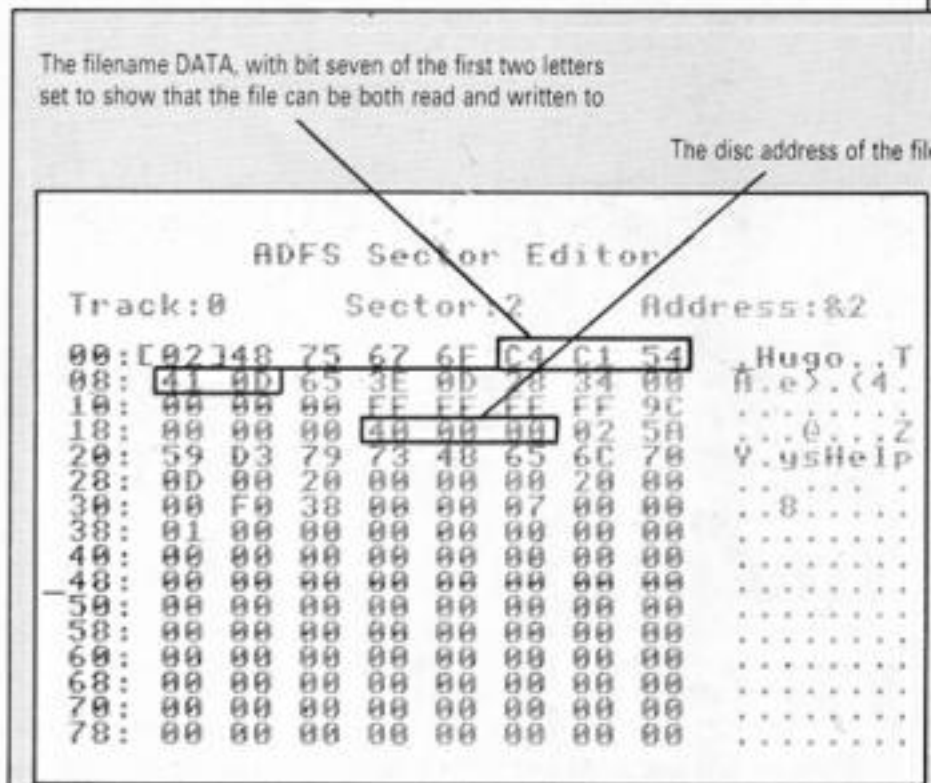 The filename DATA, with bit seven of the first two letters
set to show that the file can be both read and written to
The disc address of the file
ADFS Sector Editor
Track:0 Sector:2 Address:&2
00:[02]48 75 67 6F C4 C1 54 .Hugo..T
08: 41 0D 65 3E 0D 28 34 00 A.e>.(4.
10: 00 00 00 FF FF FF FF 9C ........
18: 00 00 00 40 00 00 02 5A ...@...Z
20: 59 D3 79 73 48 65 6C 70 Y.ysHelp
28: 0D 00 20 00 00 00 20 00 .. ... .
30: 00 F0 38 00 00 07 00 00 ..8.....
38: 01 00 00 00 00 00 00 00 ........
40: 00 00 00 00 00 00 00 00 ........
48: 00 00 00 00 00 00 00 00 ........
50: 00 00 00 00 00 00 00 00 ........
58: 00 00 00 00 00 00 00 00 ........
60: 00 00 00 00 00 00 00 00 ........
68: 00 00 00 00 00 00 00 00 ........
70: 00 00 00 00 00 00 00 00 ........
78: 00 00 00 00 00 00 00 00 ........